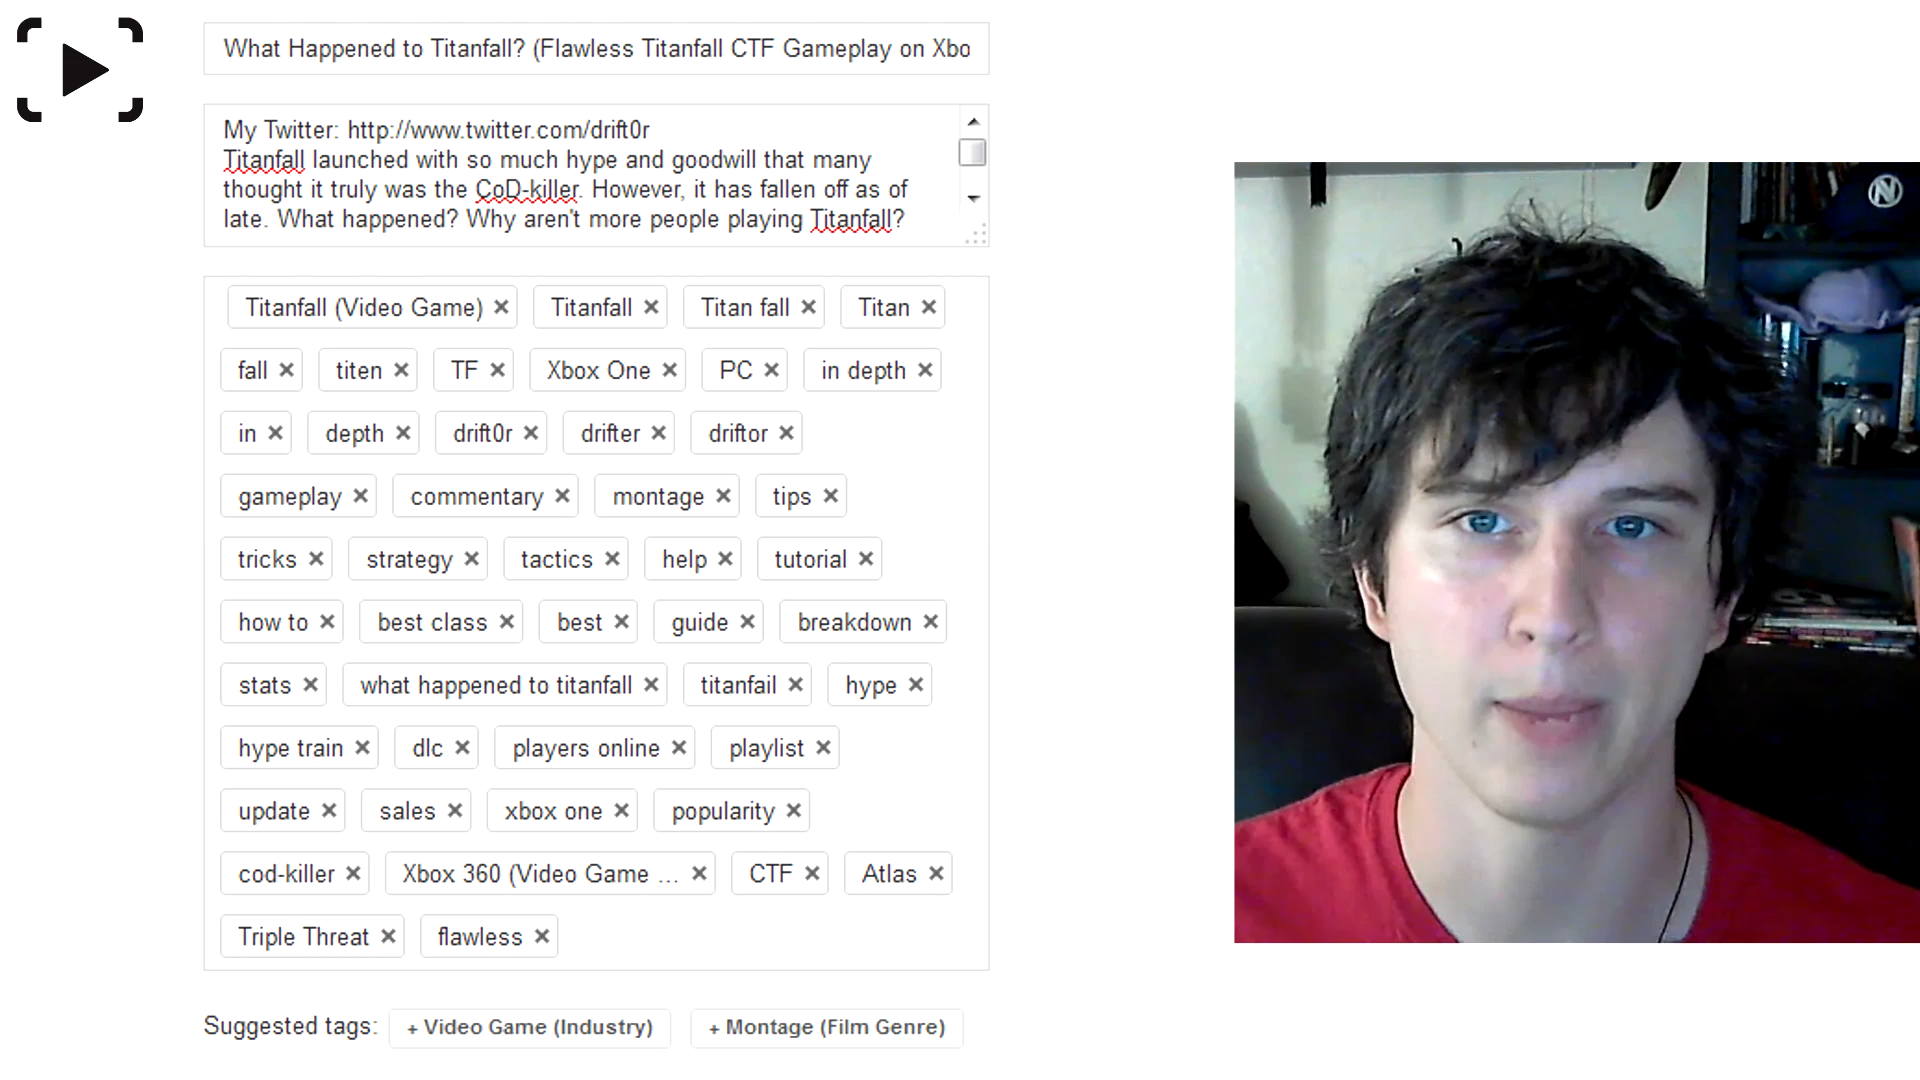 What Happened to Titanfall? (Flawless Titanfall CTF Gameplay on Xbo
My Twitter: http://www.twitter.com/drift0r
Titanfall launched with so much hype and goodwill that many
thought it truly was the CoD-killer. However, it has fallen off as of
late. What happened? Why aren't more people playing Titanfall?
Titanfall (Video Game) Titanfall Titan fall Titan
fall titen TF Xbox One PC in depth
in depth drift0r drifter driftor
gameplay commentary montage tips
tricks strategy tactics help tutorial
how to best class best guide breakdown
stats what happened to titanfall titanfail hype
hype train dlc players online playlist
update sales xbox one popularity
cod-killer Xbox 360 (Video Game ... CTF Atlas
Triple Threat flawless
Suggested tags: + Video Game (Industry) + Montage (Film Genre)